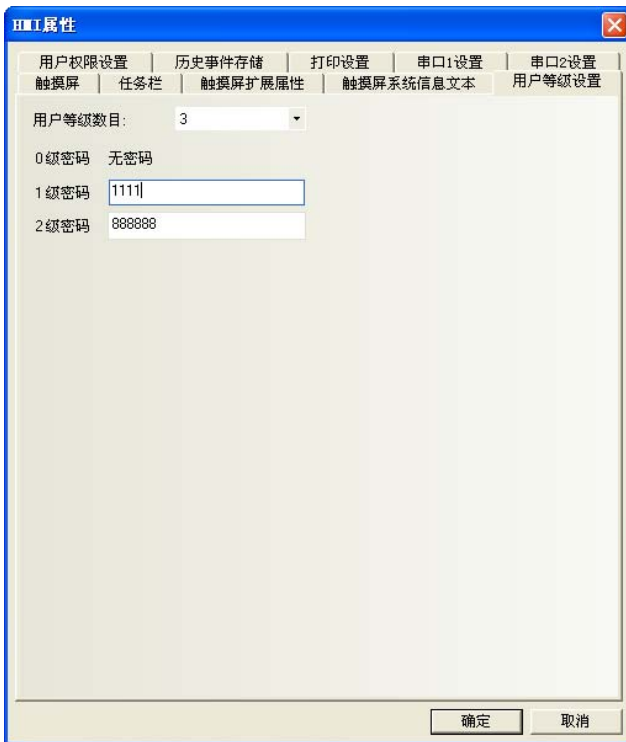 HMI属性
用户权限设置 历史事件存储 打印设置 串口1设置 串口2设置
触摸屏 任务栏 触摸屏扩展属性 触摸屏系统信息文本 用户等级设置
用户等级数目: 3
0级密码 无密码
1级密码 1111
2级密码 888888
确定 取消